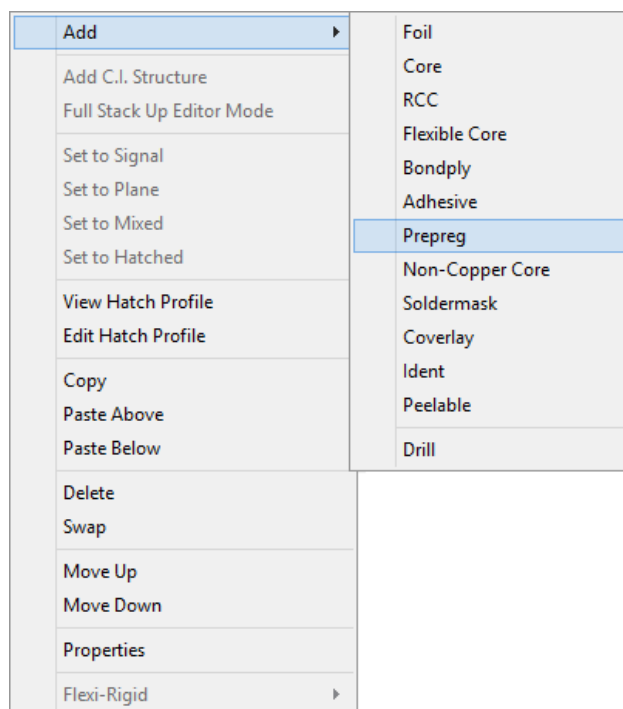 Add
Add C.I. Structure
Full Stack Up Editor Mode
Set to Signal
Set to Plane
Set to Mixed
Set to Hatched
View Hatch Profile
Edit Hatch Profile
Copy
Paste Above
Paste Below
Delete
Swap
Move Up
Move Down
Properties
Flexi-Rigid
Foil
Core
RCC
Flexible Core
Bondply
Adhesive
Prepreg
Non-Copper Core
Soldermask
Coverlay
Ident
Peelable
Drill